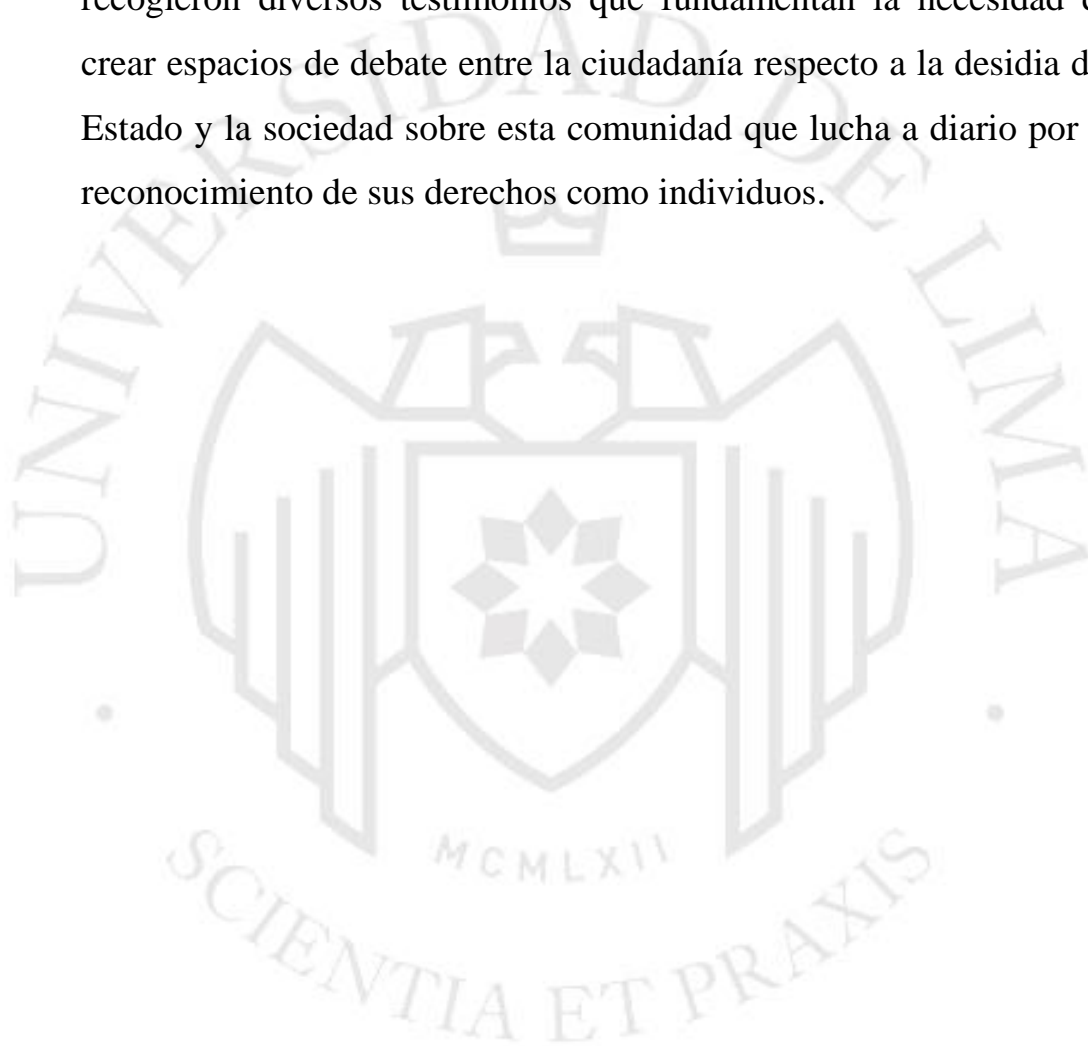 recogieron diversos testimonios que fundamentan la necesidad
crear espacios de debate entre la ciudadanía respecto a la desidia d
Estado y la sociedad sobre esta comunidad que lucha a diario por
reconocimiento de sus derechos como individuos.
UNIVERSIDAD DE LIMA
MCMLXII
SCIENTIA ET PRAXIS